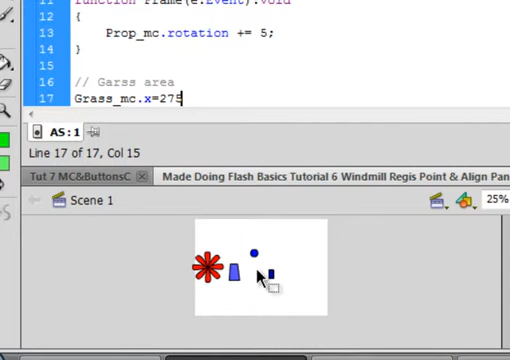 11 function Frame(e:Event):void
12 {
13 Prop_mc.rotation += 5;
14 }
15
16 // Garss area
17 Grass_mc.x=275
AS:1
Line 17 of 17, Col 15
Tut 7 MC&ButtonsC Made Doing Flash Basics Tutorial 6 Windmill Regis Point & Align Pan
Scene 1 25%